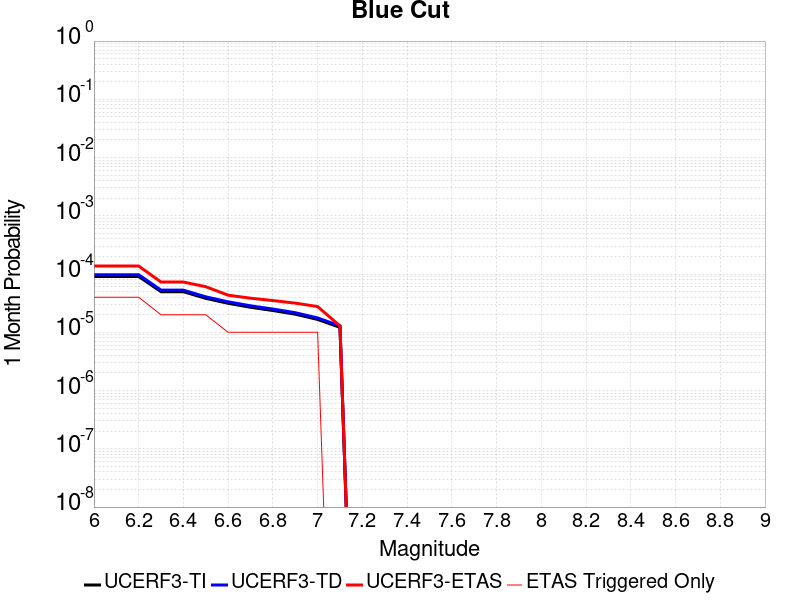 Blue Cut
10^0
10^-1
10^-2
10^-3
10^-4
10^-5
10^-6
10^-7
10^-8
1 Month Probability
6 6.2 6.4 6.6 6.8 7 7.2 7.4 7.6 7.8 8 8.2 8.4 8.6 8.8 9
Magnitude
UCERF3-TI UCERF3-TD UCERF3-ETAS ETAS Triggered Only